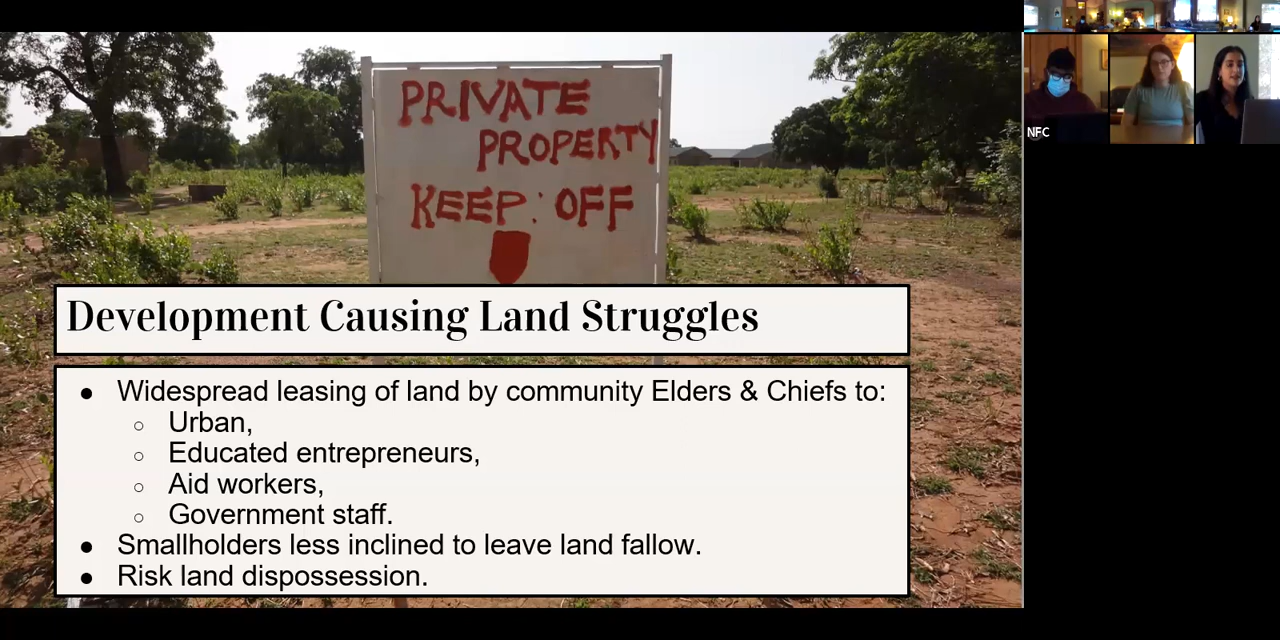 PRIVATE
PROPERTY
KEEP: OFF
Development Causing Land Struggles
● Widespread leasing of land by community Elders & Chiefs to:
○ Urban,
○ Educated entrepreneurs,
○ Aid workers,
○ Government staff.
● Smallholders less inclined to leave land fallow.
● Risk land dispossession.
NFC